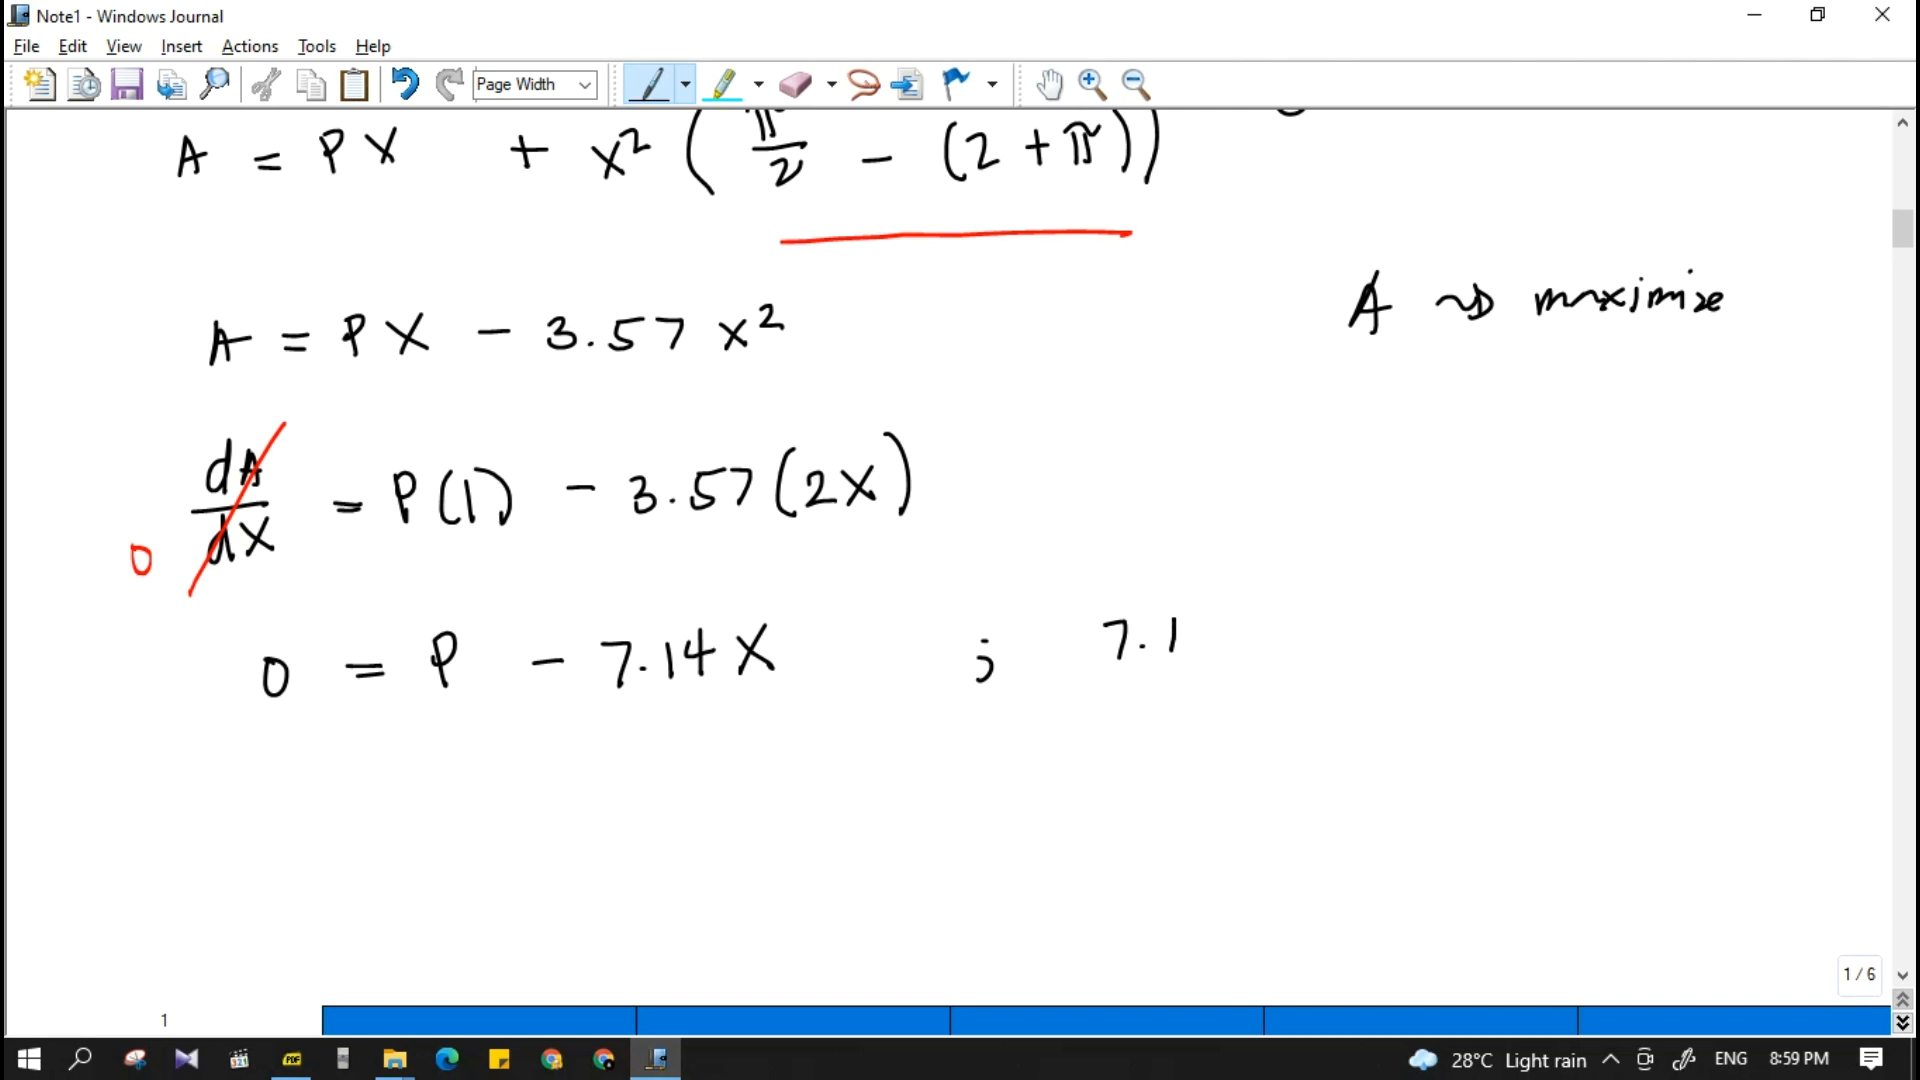 Note1 - Windows Journal
File Edit View Insert Actions Tools Help
Page Width
A = PX + x² (π/2 - (2 + π))
A = PX - 3.57 x²
A ⇝ maximize
dA/dX = P(1) - 3.57 (2X)
0
0 = P - 7.14 X ; 7.1
1 / 6
1
PDF
28°C Light rain ENG 8:59 PM